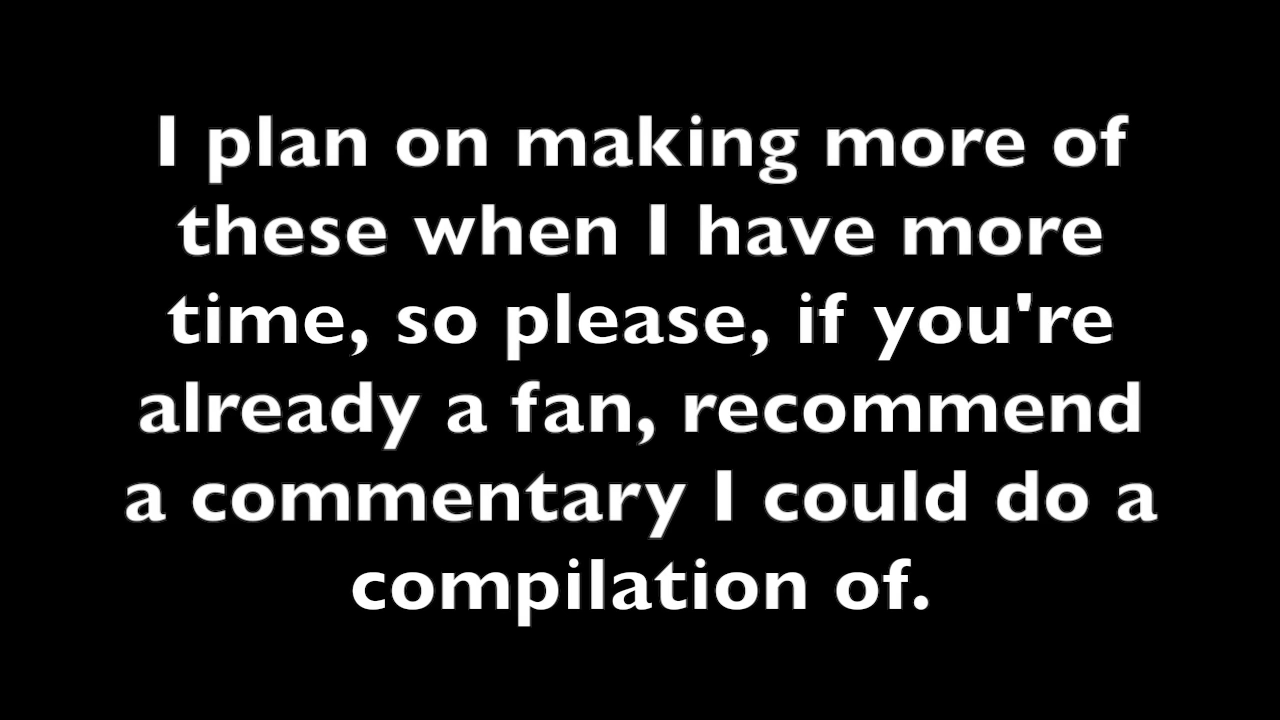 I plan on making more of
these when I have more
time, so please, if you're
already a fan, recommend
a commentary I could do a
compilation of.